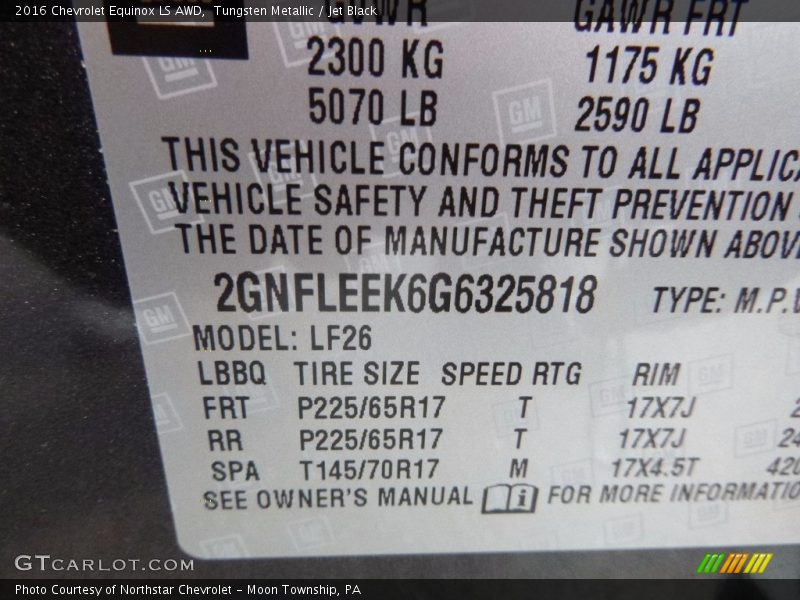 2016 Chevrolet Equinox LS AWD, Tungsten Metallic / Jet Black
GVWR GAWR FRT
2300 KG 1175 KG
5070 LB 2590 LB
THIS VEHICLE CONFORMS TO ALL APPLICA
VEHICLE SAFETY AND THEFT PREVENTION
THE DATE OF MANUFACTURE SHOWN ABOVE
2GNFLEEK6G6325818 TYPE: M.P.V
MODEL: LF26
LBBQ TIRE SIZE SPEED RTG RIM
FRT P225/65R17 T 17X7J 2
RR P225/65R17 T 17X7J 24
SPA T145/70R17 M 17X4.5T 420
SEE OWNER'S MANUAL i FOR MORE INFORMATIO
GTCARLOT.COM
Photo Courtesy of Northstar Chevrolet - Moon Township, PA